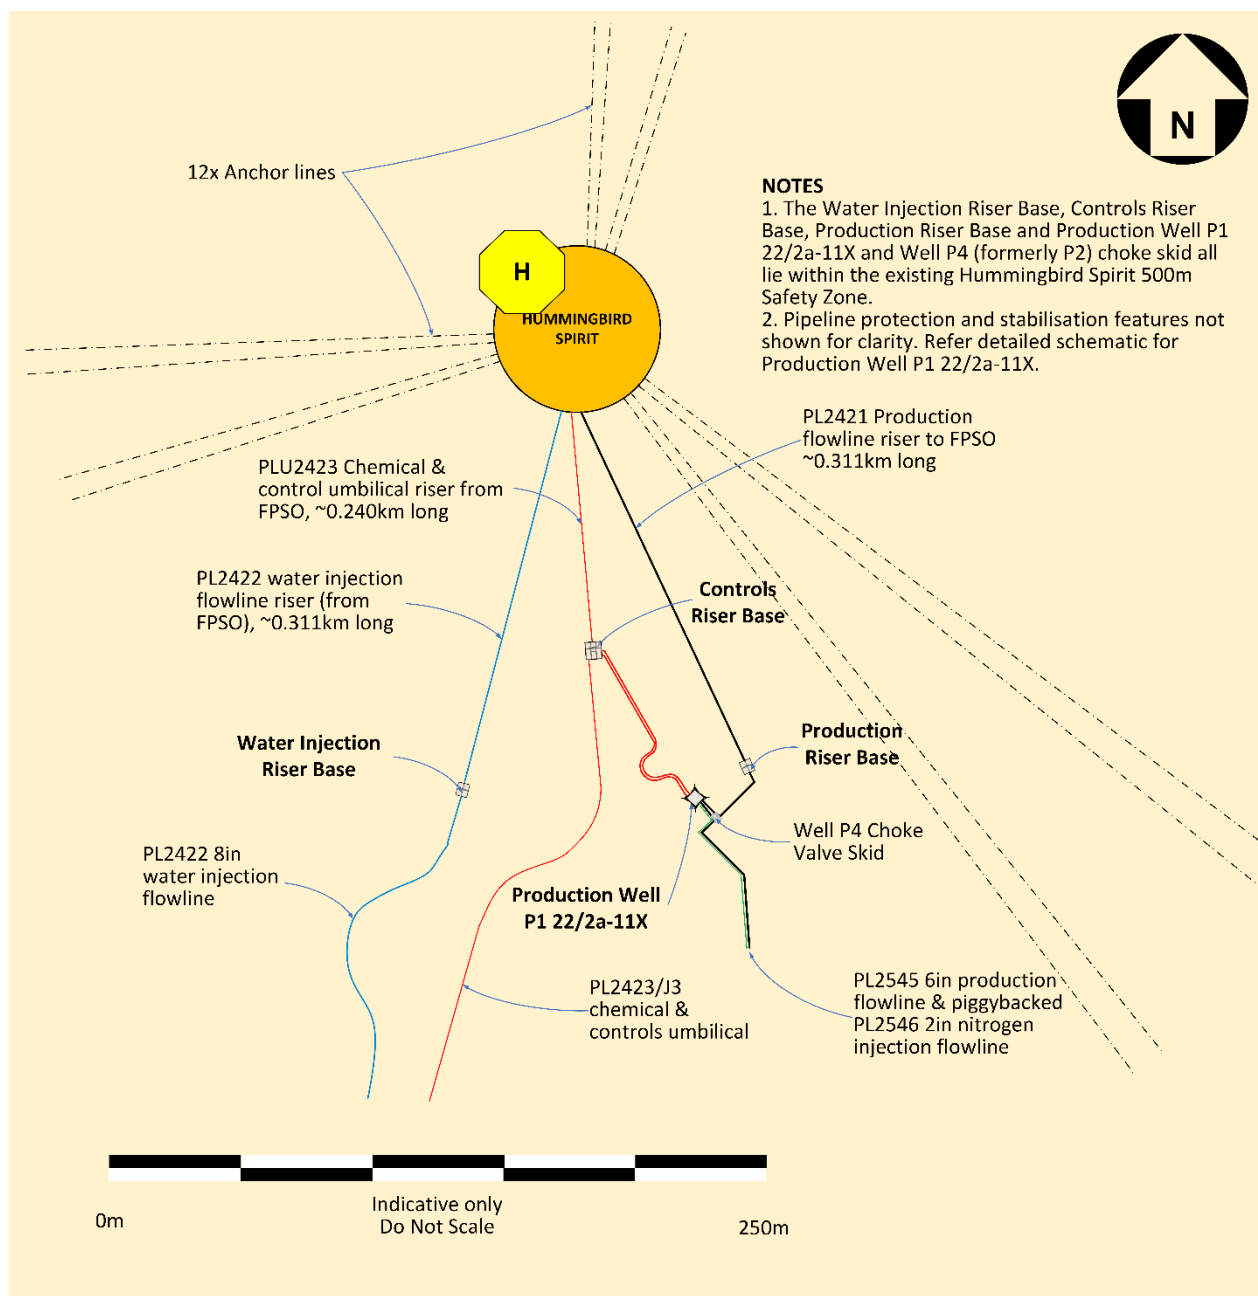 N
12x Anchor lines
NOTES
1. The Water Injection Riser Base, Controls Riser
Base, Production Riser Base and Production Well P1
22/2a-11X and Well P4 (formerly P2) choke skid all
lie within the existing Hummingbird Spirit 500m
Safety Zone.
2. Pipeline protection and stabilisation features not
shown for clarity. Refer detailed schematic for
Production Well P1 22/2a-11X.
H
HUMMINGBIRD
SPIRIT
PL2421 Production
flowline riser to FPSO
~0.311km long
PLU2423 Chemical &
control umbilical riser from
FPSO, ~0.240km long
PL2422 water injection
flowline riser (from
FPSO), ~0.311km long
Controls
Riser Base
Water Injection
Riser Base
Production
Riser Base
Well P4 Choke
Valve Skid
PL2422 8in
water injection
flowline
Production Well
P1 22/2a-11X
PL2423/J3
chemical &
controls umbilical
PL2545 6in production
flowline & piggybacked
PL2546 2in nitrogen
injection flowline
Indicative only
Do Not Scale
0m
250m